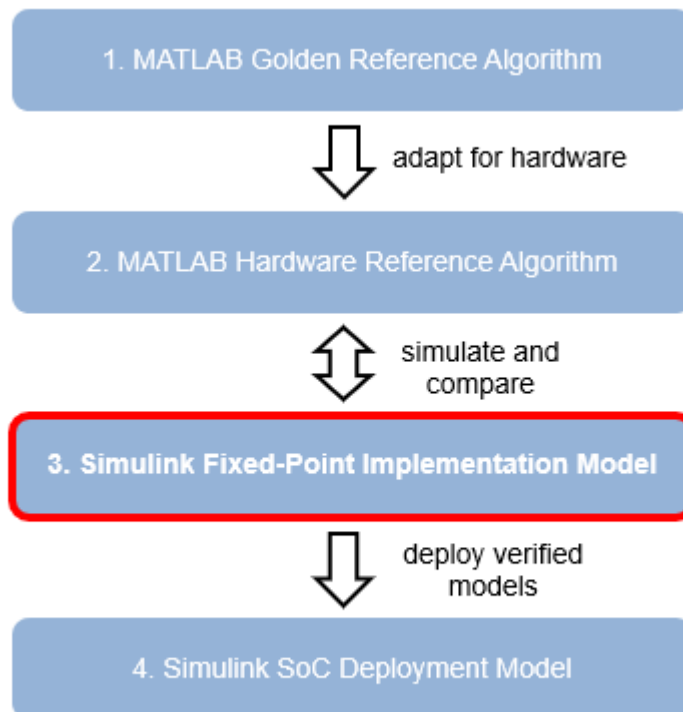 1. MATLAB Golden Reference Algorithm
adapt for hardware
2. MATLAB Hardware Reference Algorithm
simulate and
compare
3. Simulink Fixed-Point Implementation Model
deploy verified
models
4. Simulink SoC Deployment Model